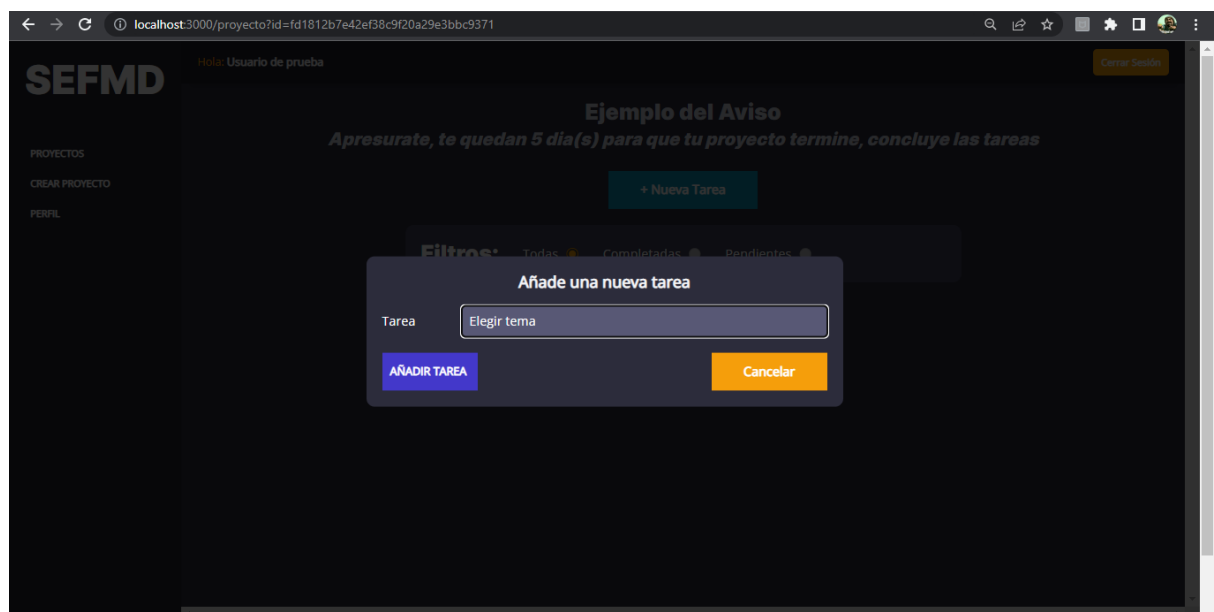 localhost:3000/proyecto?id=fd1812b7e42ef38c9f20a29e3bbc9371
SEFMD
Hola: Usuario de prueba
Cerrar Sesión
Ejemplo del Aviso
Apresurate, te quedan 5 dia(s) para que tu proyecto termine, concluye las tareas
PROYECTOS
CREAR PROYECTO
PERFIL
+ Nueva Tarea
Filtros: Todas Completadas Pendientes
Añade una nueva tarea
Tarea Elegir tema
AÑADIR TAREA Cancelar